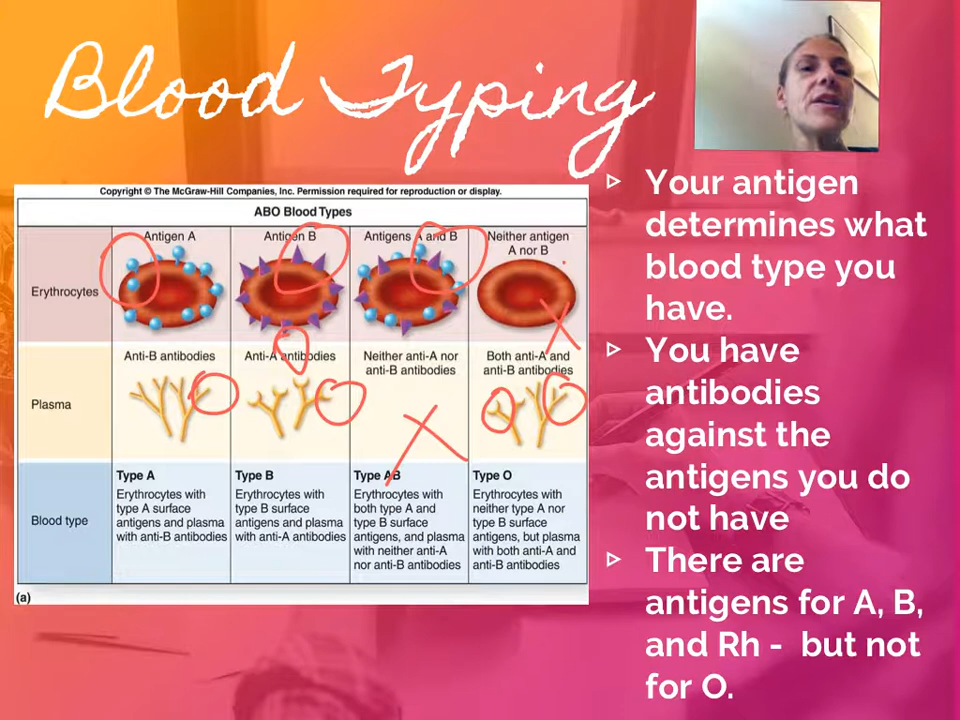 Blood Typing
Copyright © The McGraw-Hill Companies, Inc. Permission required for reproduction or display.
ABO Blood Types
Erythrocytes
Antigen A
Antigen B
Antigens A and B
Neither antigen
A nor B
Plasma
Anti-B antibodies
Anti-A antibodies
Neither anti-A nor
anti-B antibodies
Both anti-A and
anti-B antibodies
Blood type
Type A
Erythrocytes with
type A surface
antigens and plasma
with anti-B antibodies
Type B
Erythrocytes with
type B surface
antigens and plasma
with anti-A antibodies
Type AB
Erythrocytes with
both type A and
type B surface
antigens, and plasma
with neither anti-A
nor anti-B antibodies
Type O
Erythrocytes with
neither type A nor
type B surface
antigens, but plasma
with both anti-A and
anti-B antibodies
(a)
Your antigen
determines what
blood type you
have.
You have
antibodies
against the
antigens you do
not have
There are
antigens for A, B,
and Rh - but not
for O.